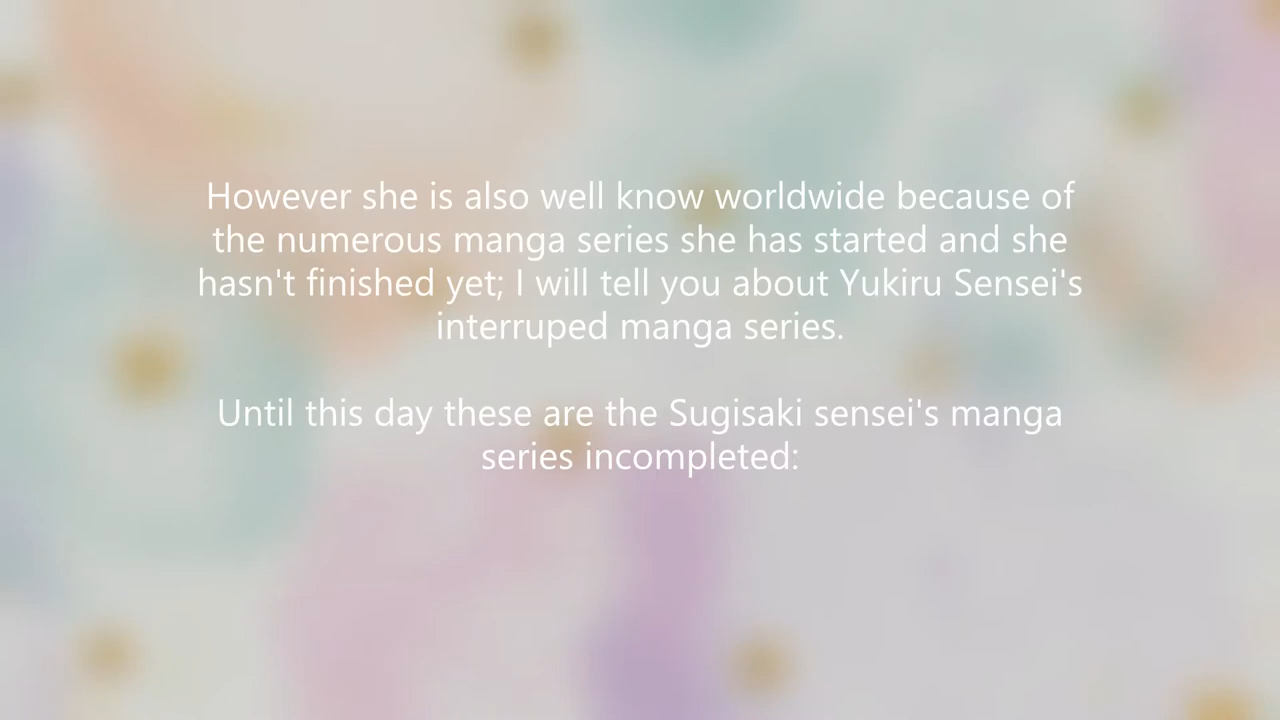 However she is also well know worldwide because of
the numerous manga series she has started and she
hasn't finished yet; I will tell you about Yukiru Sensei's
interruped manga series.
Until this day these are the Sugisaki sensei's manga
series incompleted: